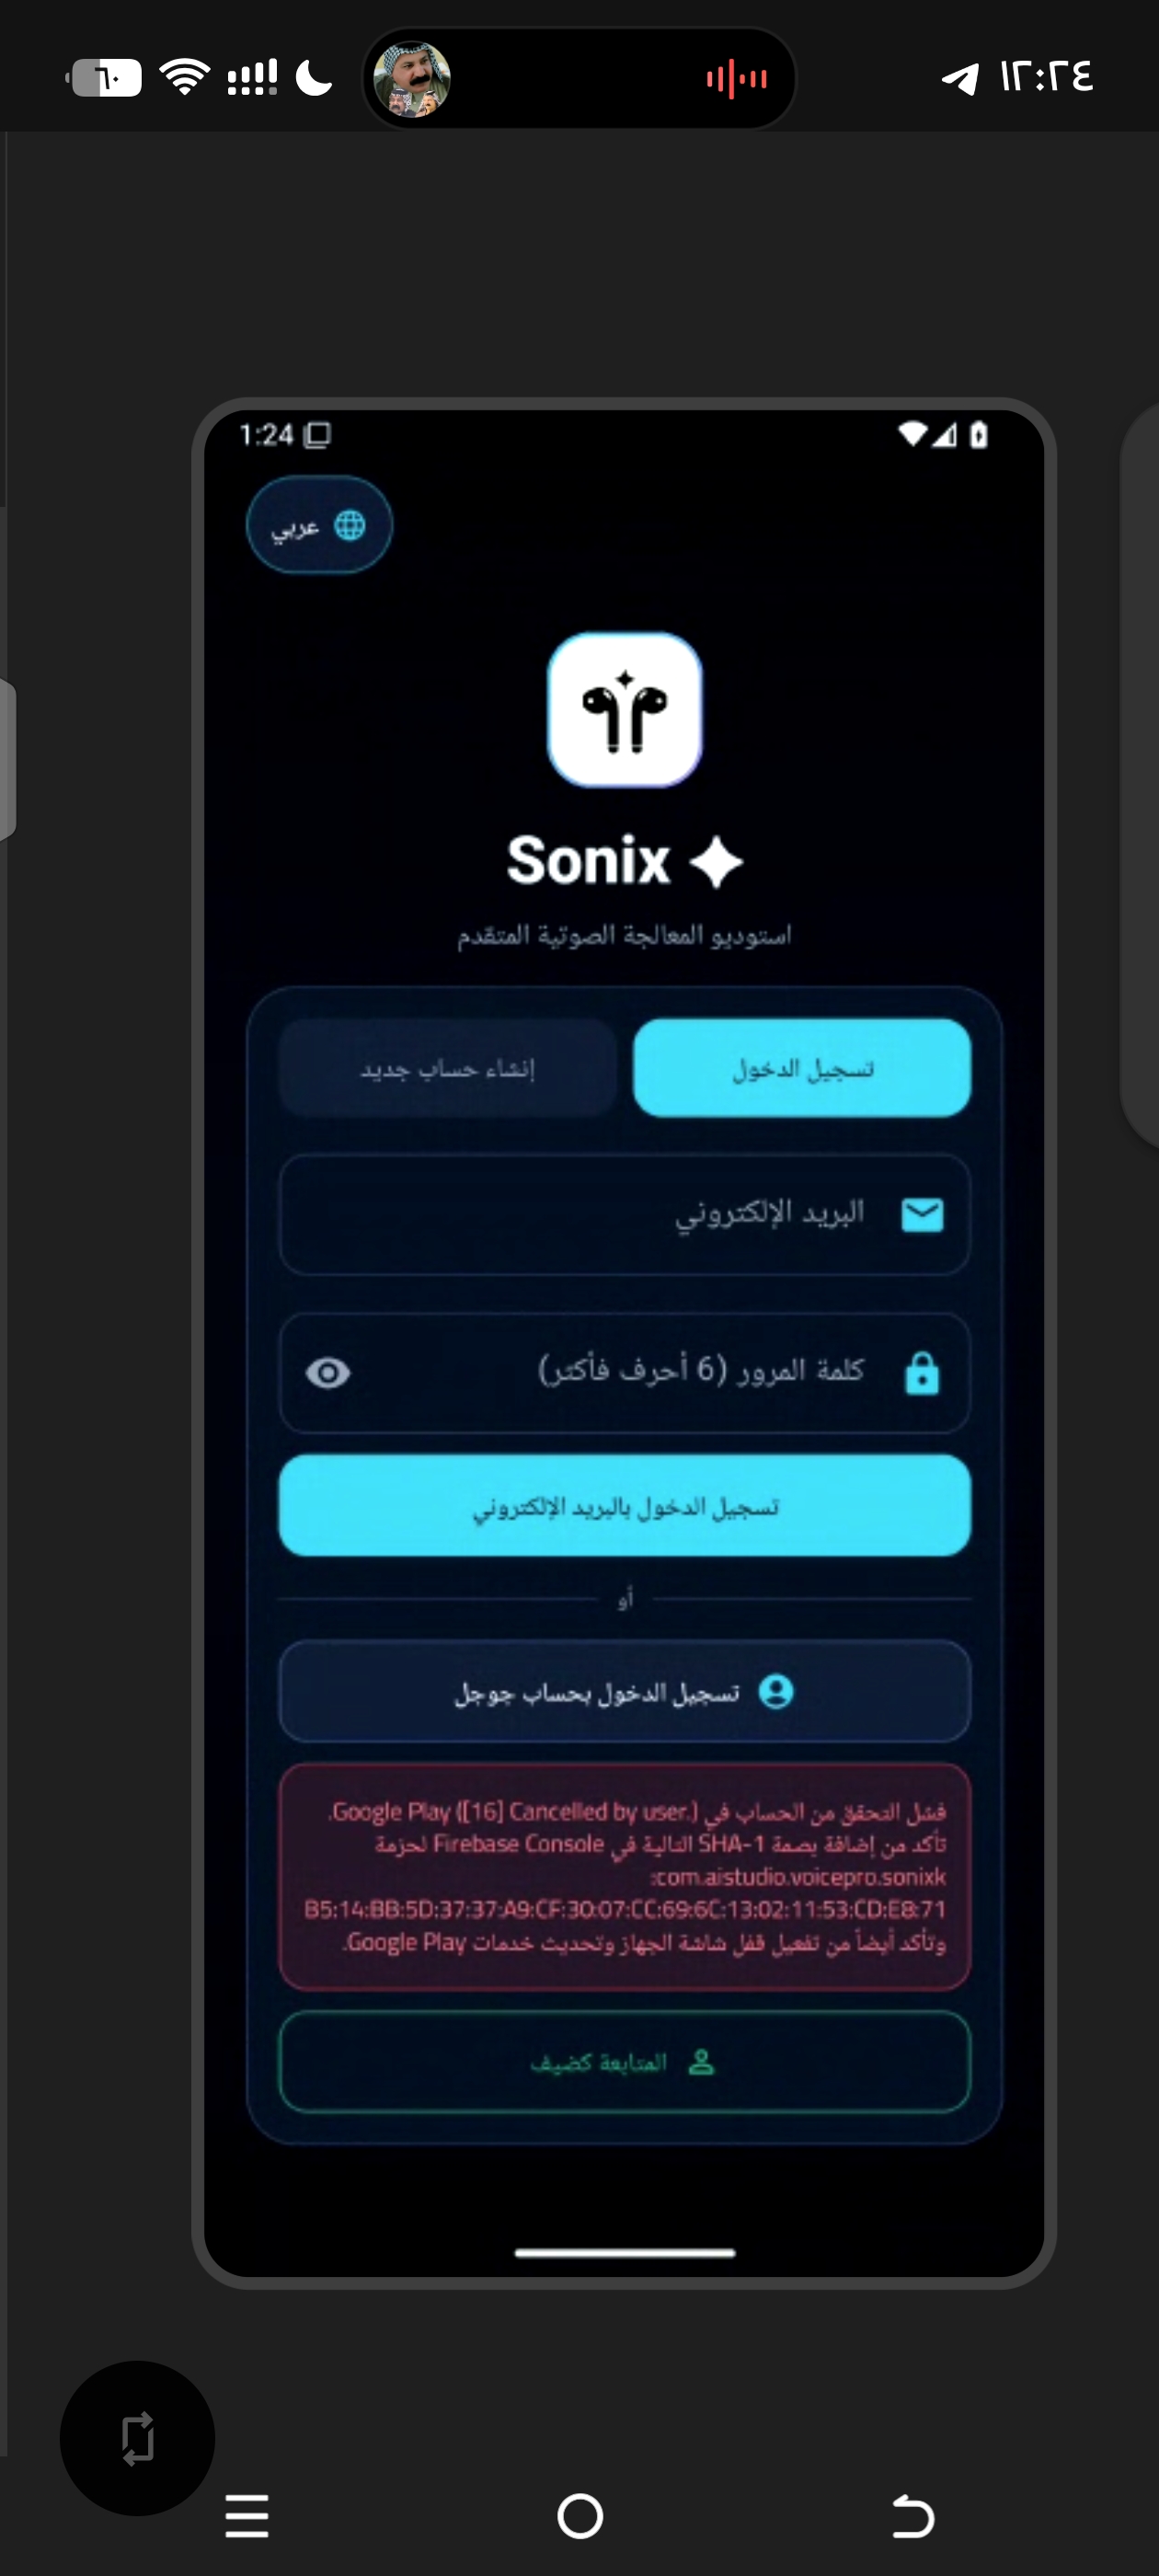 ٦٠
١٢:٢٤
1:24
عربي
Sonix
استوديو المعالجة الصوتية المتقدم
تسجيل الدخول
إنشاء حساب جديد
البريد الإلكتروني
كلمة المرور (6 أحرف فأكثر)
تسجيل الدخول بالبريد الإلكتروني
أو
تسجيل الدخول بحساب جوجل
فشل التحقق من الحساب في Google Play ([16] Cancelled by user.).
تأكد من إضافة بصمة SHA-1 التالية في Firebase Console لحزمة
com.aistudio.voicepro.sonixk:
B5:14:BB:5D:37:37:A9:CF:30:07:CC:69:6C:13:02:11:53:CD:E8:71
وتأكد أيضاً من تفعيل قفل شاشة الجهاز وتحديث خدمات Google Play.
المتابعة كضيف